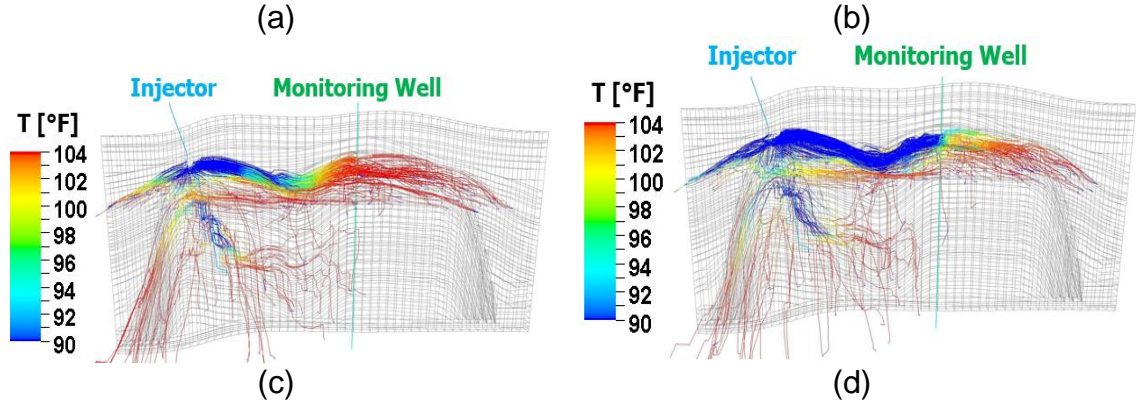 (a)
(b)
Injector
Monitoring Well
T [°F]
104
102
100
98
96
94
92
90
Injector
Monitoring Well
T [°F]
104
102
100
98
96
94
92
90
(c)
(d)